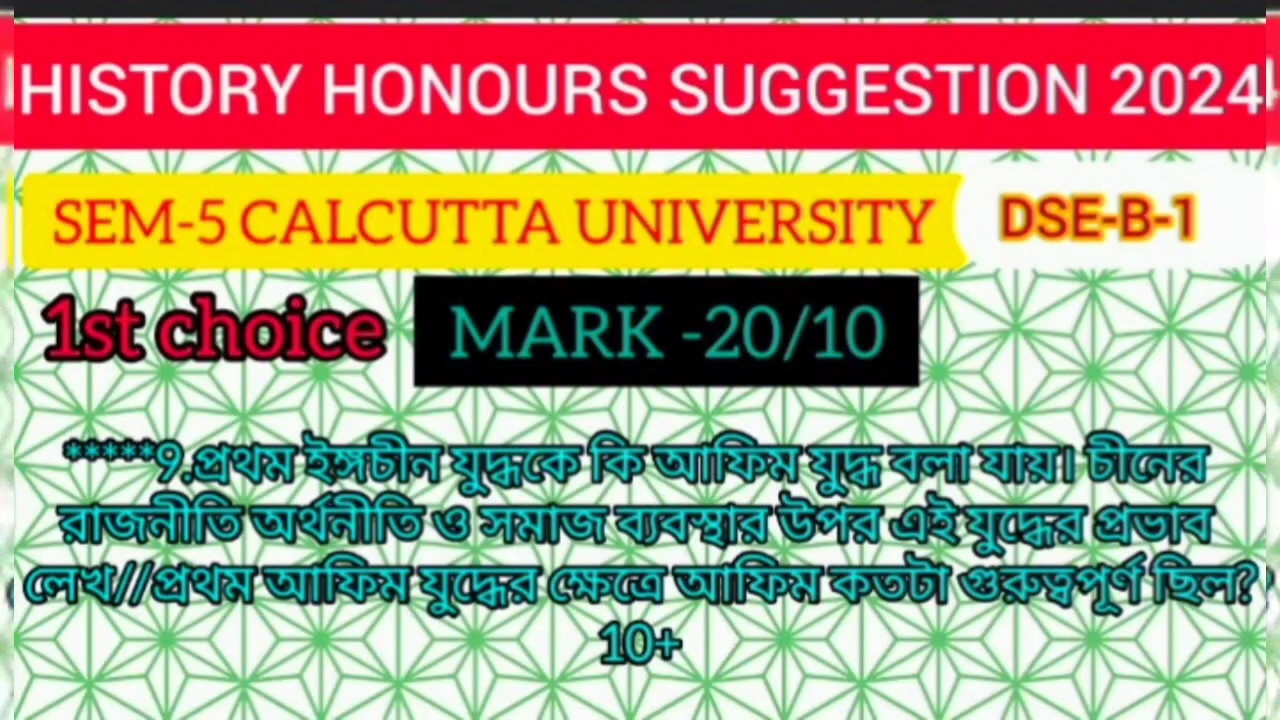 HISTORY HONOURS SUGGESTION 2024
SEM-5 CALCUTTA UNIVERSITY
DSE-B-1
1st choice
MARK -20/10
*****9.প্রথম ইঙ্গচীন যুদ্ধকে কি আফিম যুদ্ধ বলা যায়। চীনের
রাজনীতি অর্থনীতি ও সমাজ ব্যবস্থার উপর এই যুদ্ধের প্রভাব
লেখ//প্রথম আফিম যুদ্ধের ক্ষেত্রে আফিম কতটা গুরুত্বপূর্ণ ছিল?
10+